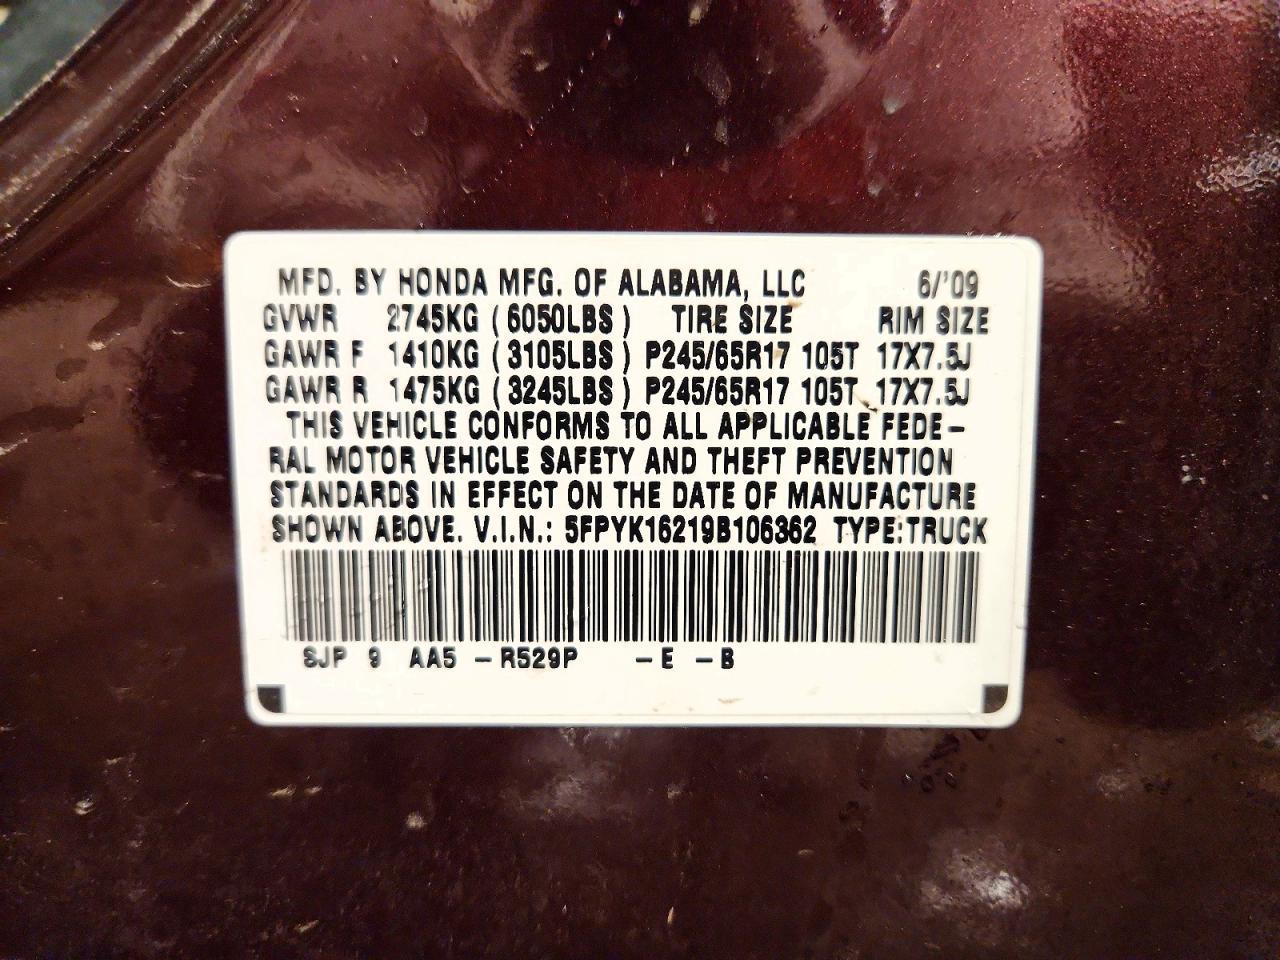 MFD. BY HONDA MFG. OF ALABAMA, LLC 6/'09
GVWR 2745KG (6050LBS) TIRE SIZE RIM SIZE
GAWR F 1410KG (3105LBS) P245/65R17 105T 17X7.5J
GAWR R 1475KG (3245LBS) P245/65R17 105T 17X7.5J
THIS VEHICLE CONFORMS TO ALL APPLICABLE FEDE-
RAL MOTOR VEHICLE SAFETY AND THEFT PREVENTION
STANDARDS IN EFFECT ON THE DATE OF MANUFACTURE
SHOWN ABOVE. V.I.N.: 5FPYK16219B106362 TYPE:TRUCK
SJP 9 AA5 -R529P -E -B